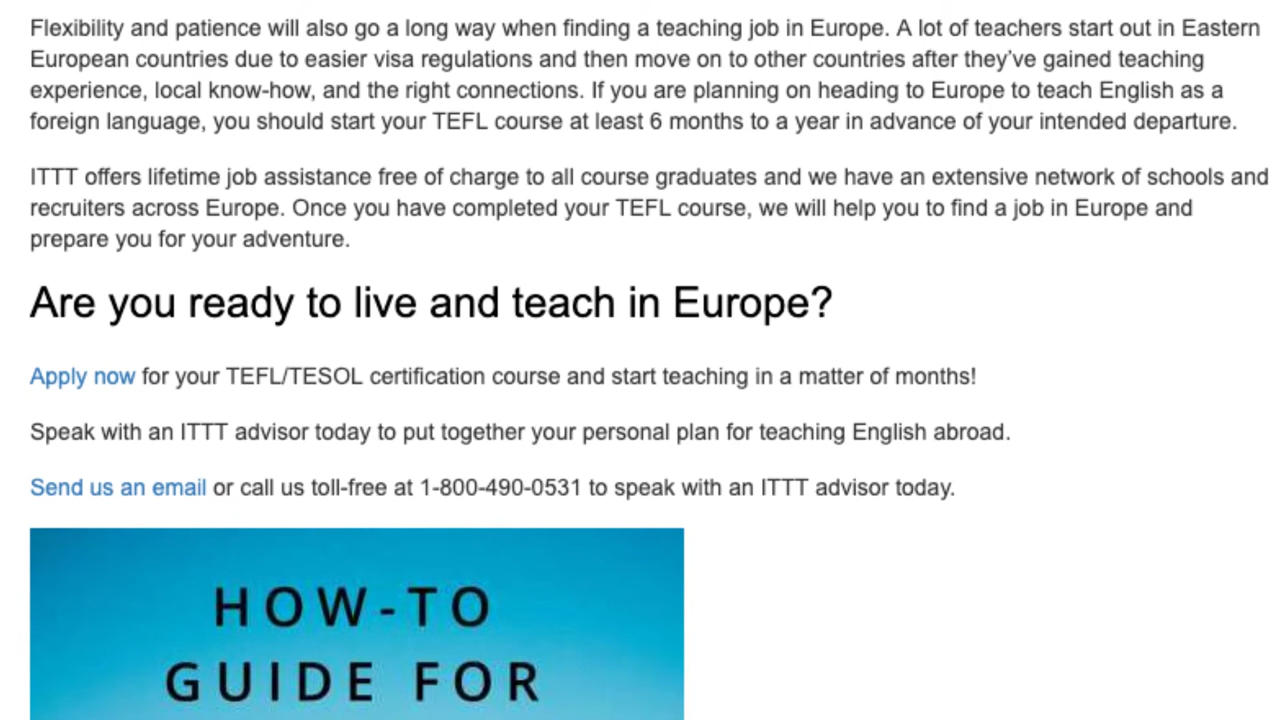 Flexibility and patience will also go a long way when finding a teaching job in Europe. A lot of teachers start out in Eastern
European countries due to easier visa regulations and then move on to other countries after they’ve gained teaching
experience, local know-how, and the right connections. If you are planning on heading to Europe to teach English as a
foreign language, you should start your TEFL course at least 6 months to a year in advance of your intended departure.
ITTT offers lifetime job assistance free of charge to all course graduates and we have an extensive network of schools and
recruiters across Europe. Once you have completed your TEFL course, we will help you to find a job in Europe and
prepare you for your adventure.
Are you ready to live and teach in Europe?
Apply now for your TEFL/TESOL certification course and start teaching in a matter of months!
Speak with an ITTT advisor today to put together your personal plan for teaching English abroad.
Send us an email or call us toll-free at 1-800-490-0531 to speak with an ITTT advisor today.
HOW-TO
GUIDE FOR